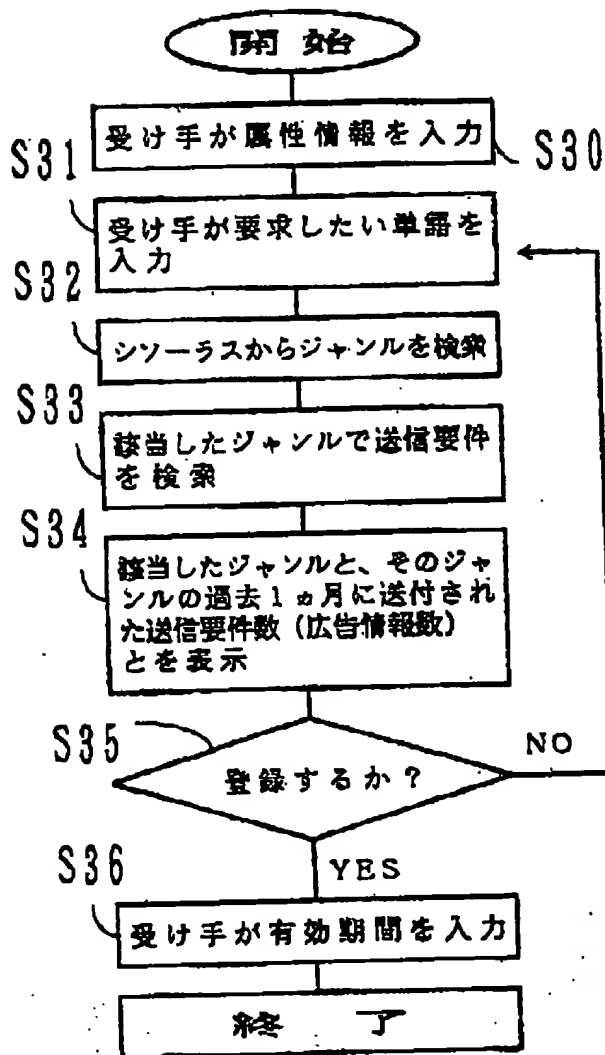 開始
受け手が属性情報を入力
S30
S31
受け手が要求したい単語を
入力
S32
シソーラスからジャンルを検索
S33
該当したジャンルで送信要件
を検索
S34
該当したジャンルと、そのジャ
ンルの過去1ヵ月に送付され
た送信要件数（広告情報数）
とを表示
S35
登録するか?
NO
YES
S36
受け手が有効期間を入力
終了